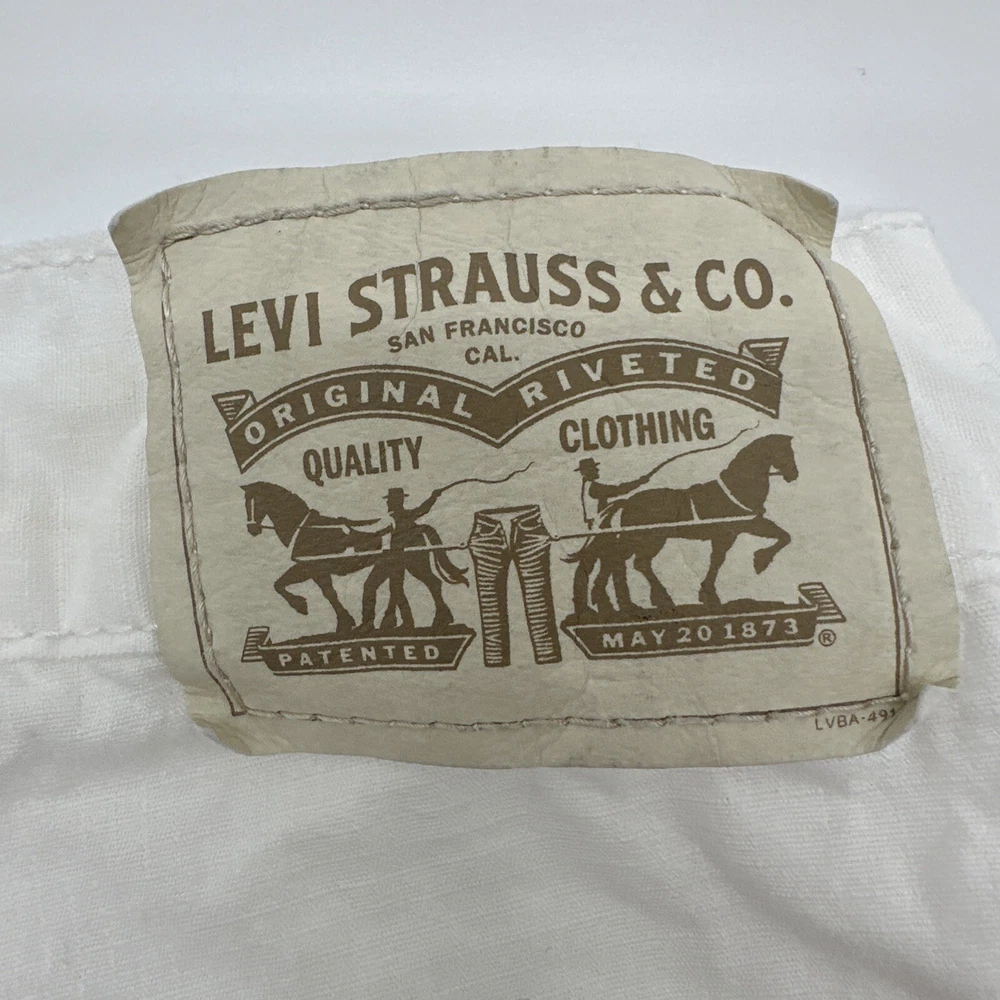 LEVI STRAUSS & CO.
SAN FRANCISCO
CAL.
ORIGINAL RIVETED
QUALITY CLOTHING
PATENTED MAY 20 1873 ®